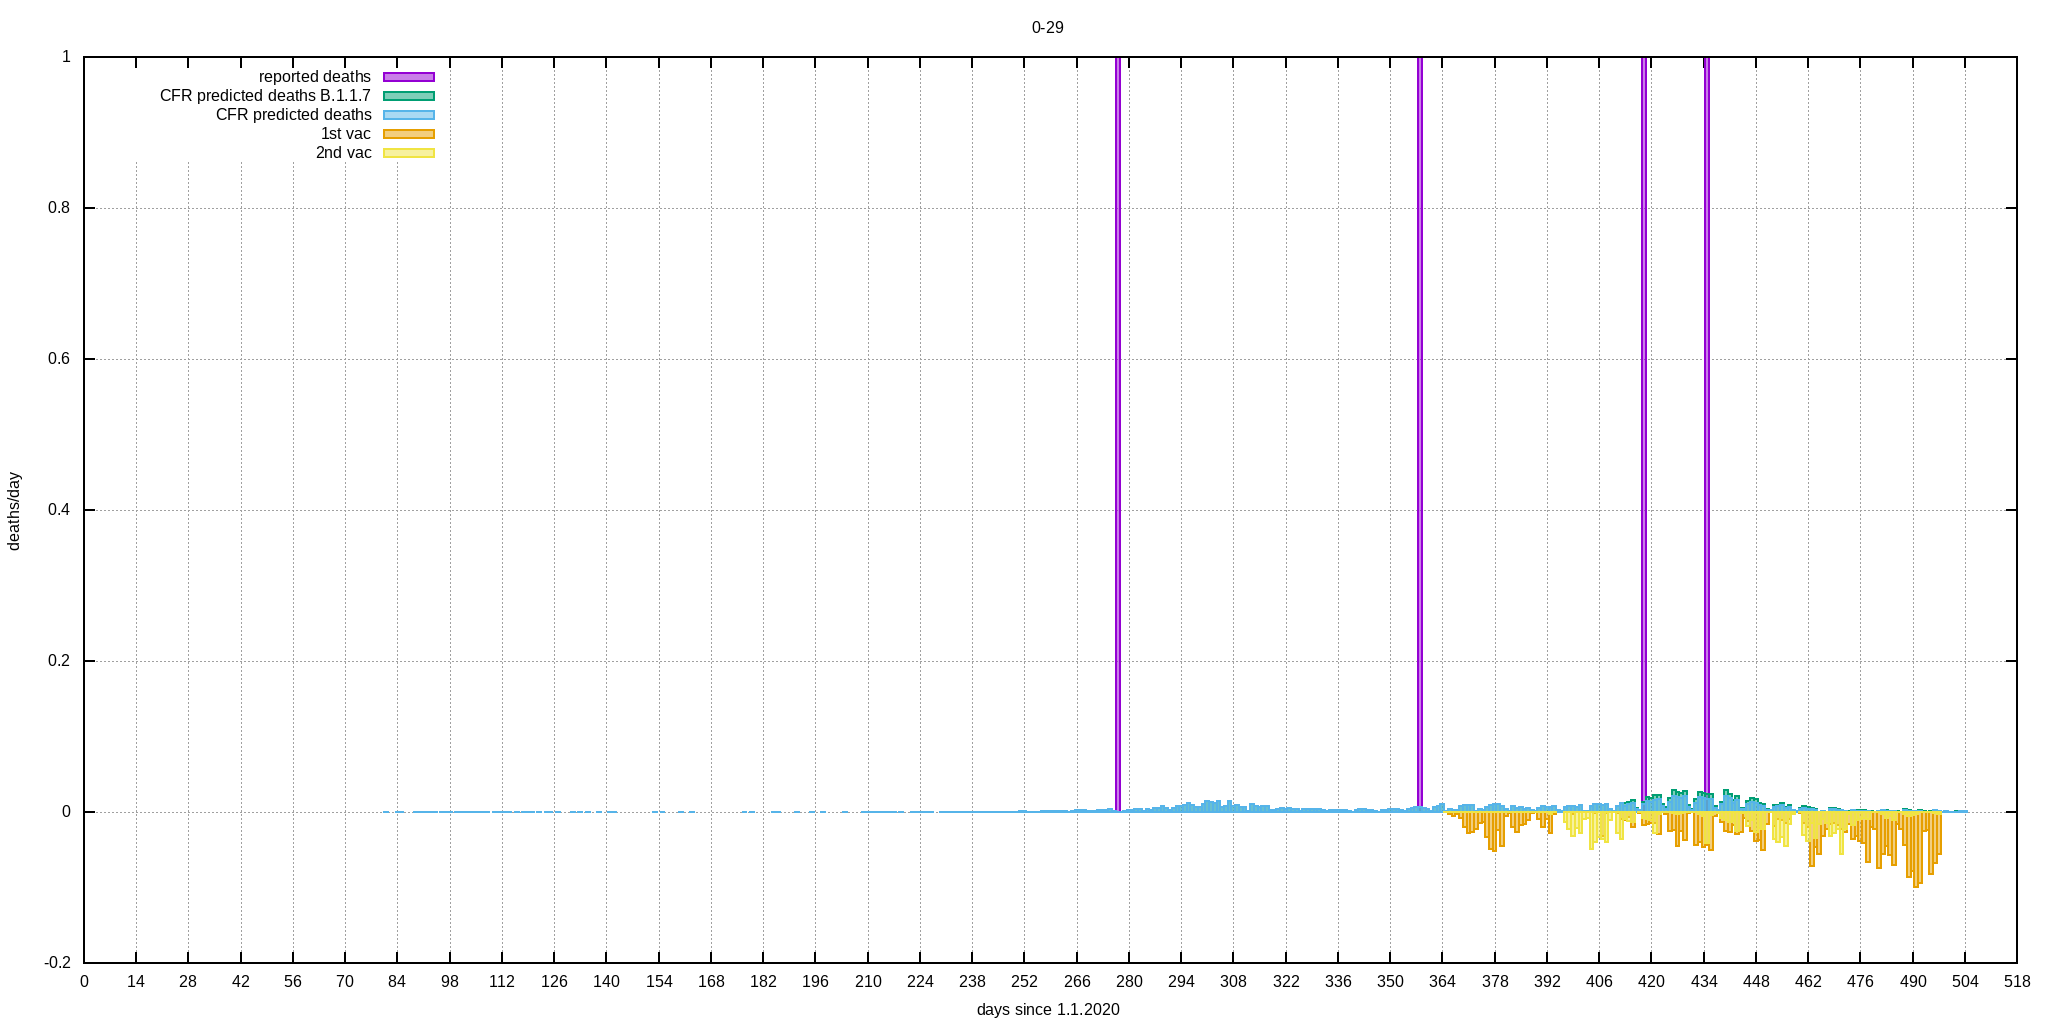 0-29
1
reported deaths
CFR predicted deaths B.1.1.7
CFR predicted deaths
1st vac
2nd vac
0.8
0.6
0.4
0.2
0
-0.2
deaths/day
0 14 28 42 56 70 84 98 112 126 140 154 168 182 196 210 224 238 252 266 280 294 308 322 336 350 364 378 392 406 420 434 448 462 476 490 504 518
days since 1.1.2020